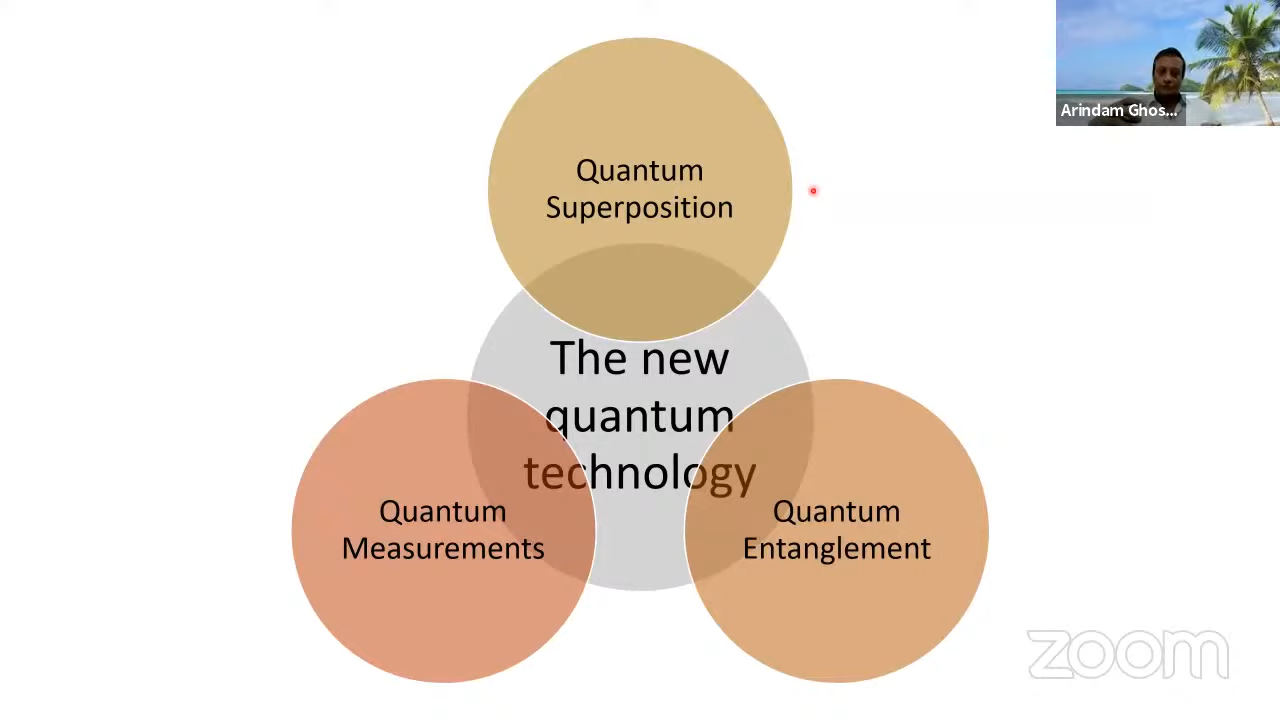 Arindam Ghos...
Quantum
Superposition
The new
quantum
technology
Quantum
Measurements
Quantum
Entanglement
zoom